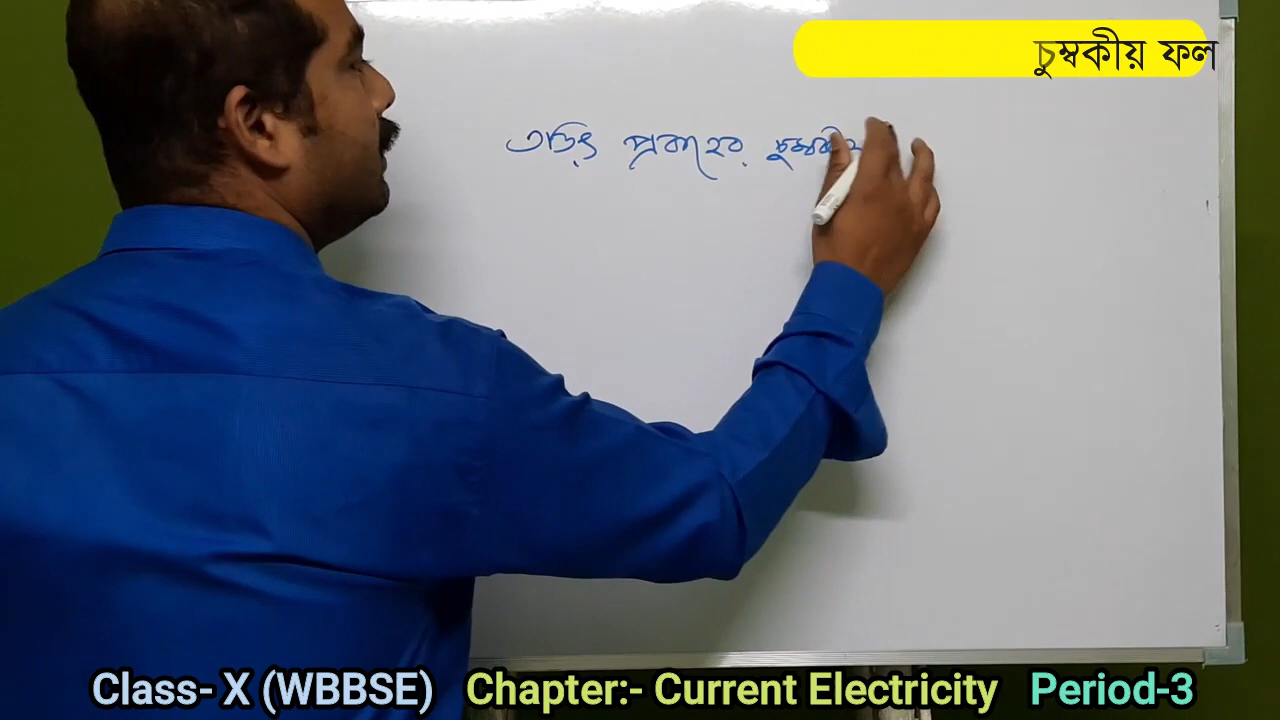 চুম্বকীয় ফল
তড়িৎ প্রবাহের
Class- X (WBBSE) Chapter:- Current Electricity Period-3